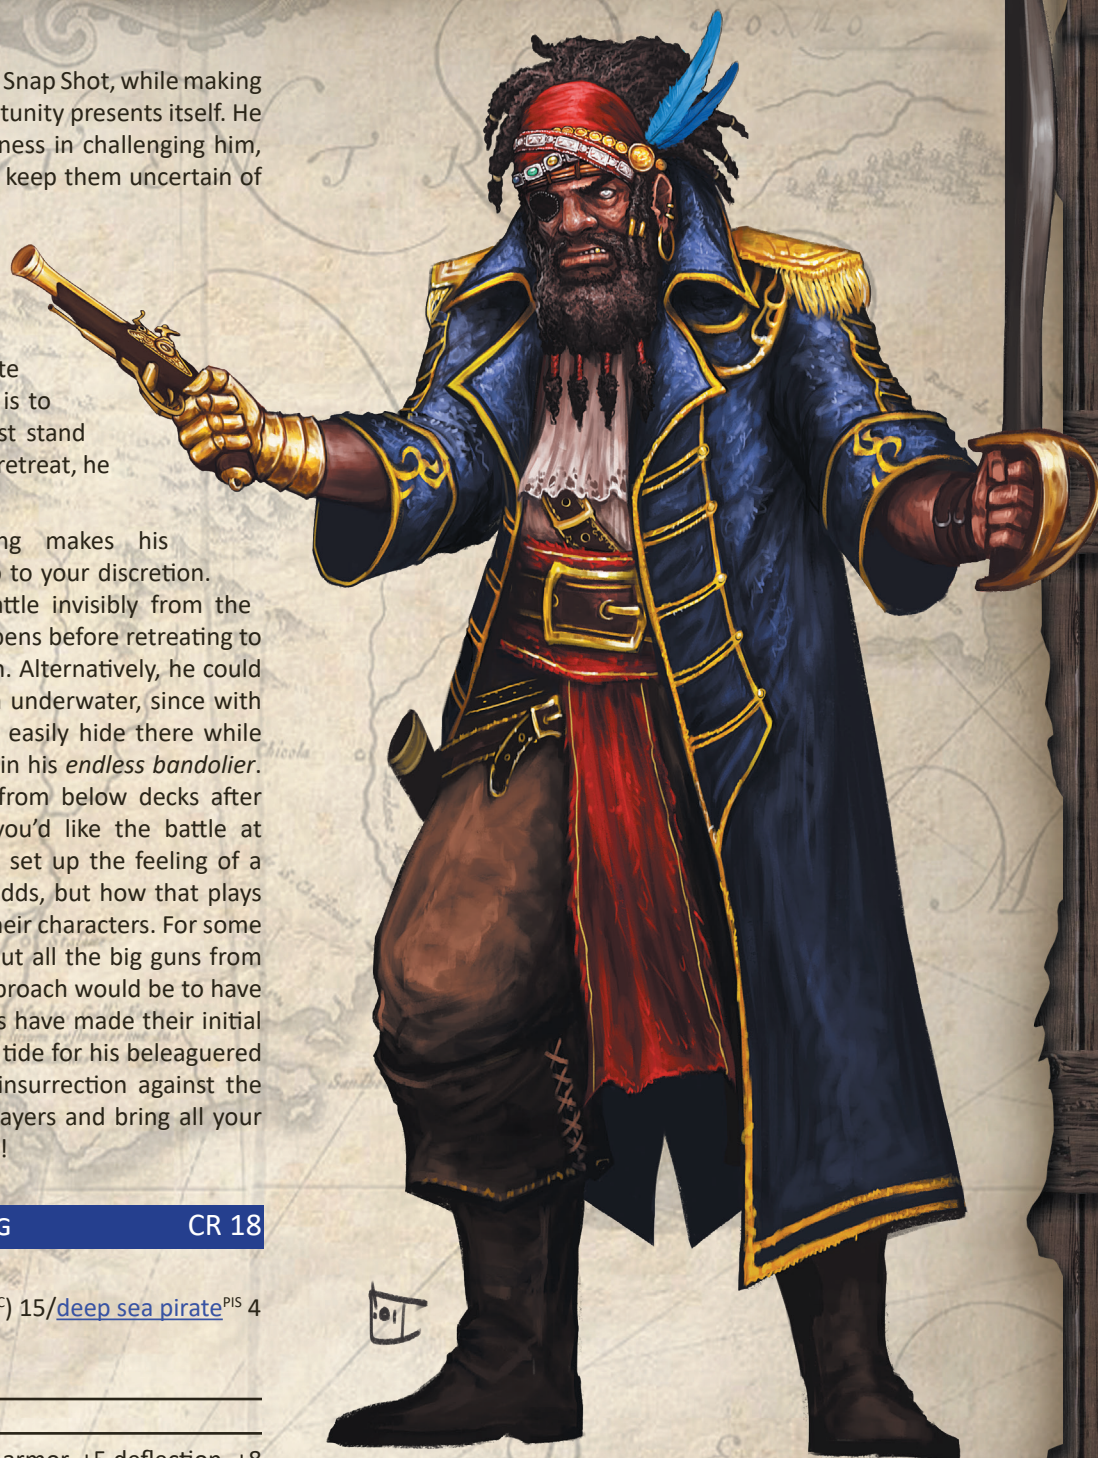 Snap Shot, while making
tunity presents itself. He
ness in challenging him,
keep them uncertain of
te
is to
st stand
retreat, he
ng makes his
to your discretion.
ttle invisibly from the
pens before retreating to
n. Alternatively, he could
underwater, since with
easily hide there while
in his endless bandolier.
from below decks after
you’d like the battle at
set up the feeling of a
dds, but how that plays
heir characters. For some
ut all the big guns from
proach would be to have
s have made their initial
tide for his beleaguered
insurrection against the
ayers and bring all your
!
G CR 18
C) 15/deep sea piratePIS 4
armor, +5 deflection, +8
Chicola